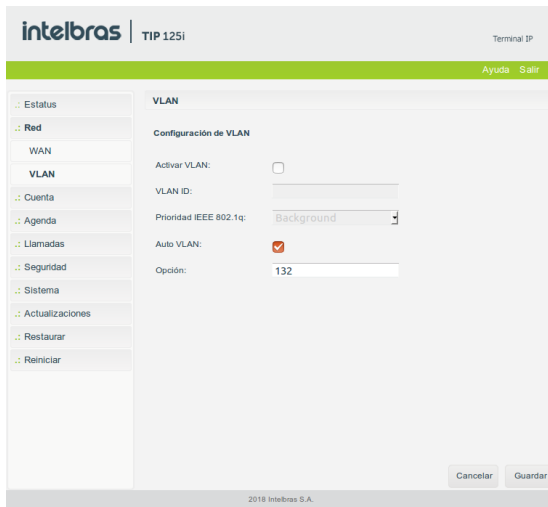 intelbras TIP 125i
Terminal IP
Ayuda Salir
.: Estatus
.: Red
WAN
VLAN
.: Cuenta
.: Agenda
.: Llamadas
.: Seguridad
.: Sistema
.: Actualizaciones
.: Restaurar
.: Reiniciar
VLAN
Configuración de VLAN
Activar VLAN:
VLAN ID:
Prioridad IEEE 802.1q: Background
Auto VLAN:
Opción: 132
Cancelar Guardar
2018 Intelbras S.A.